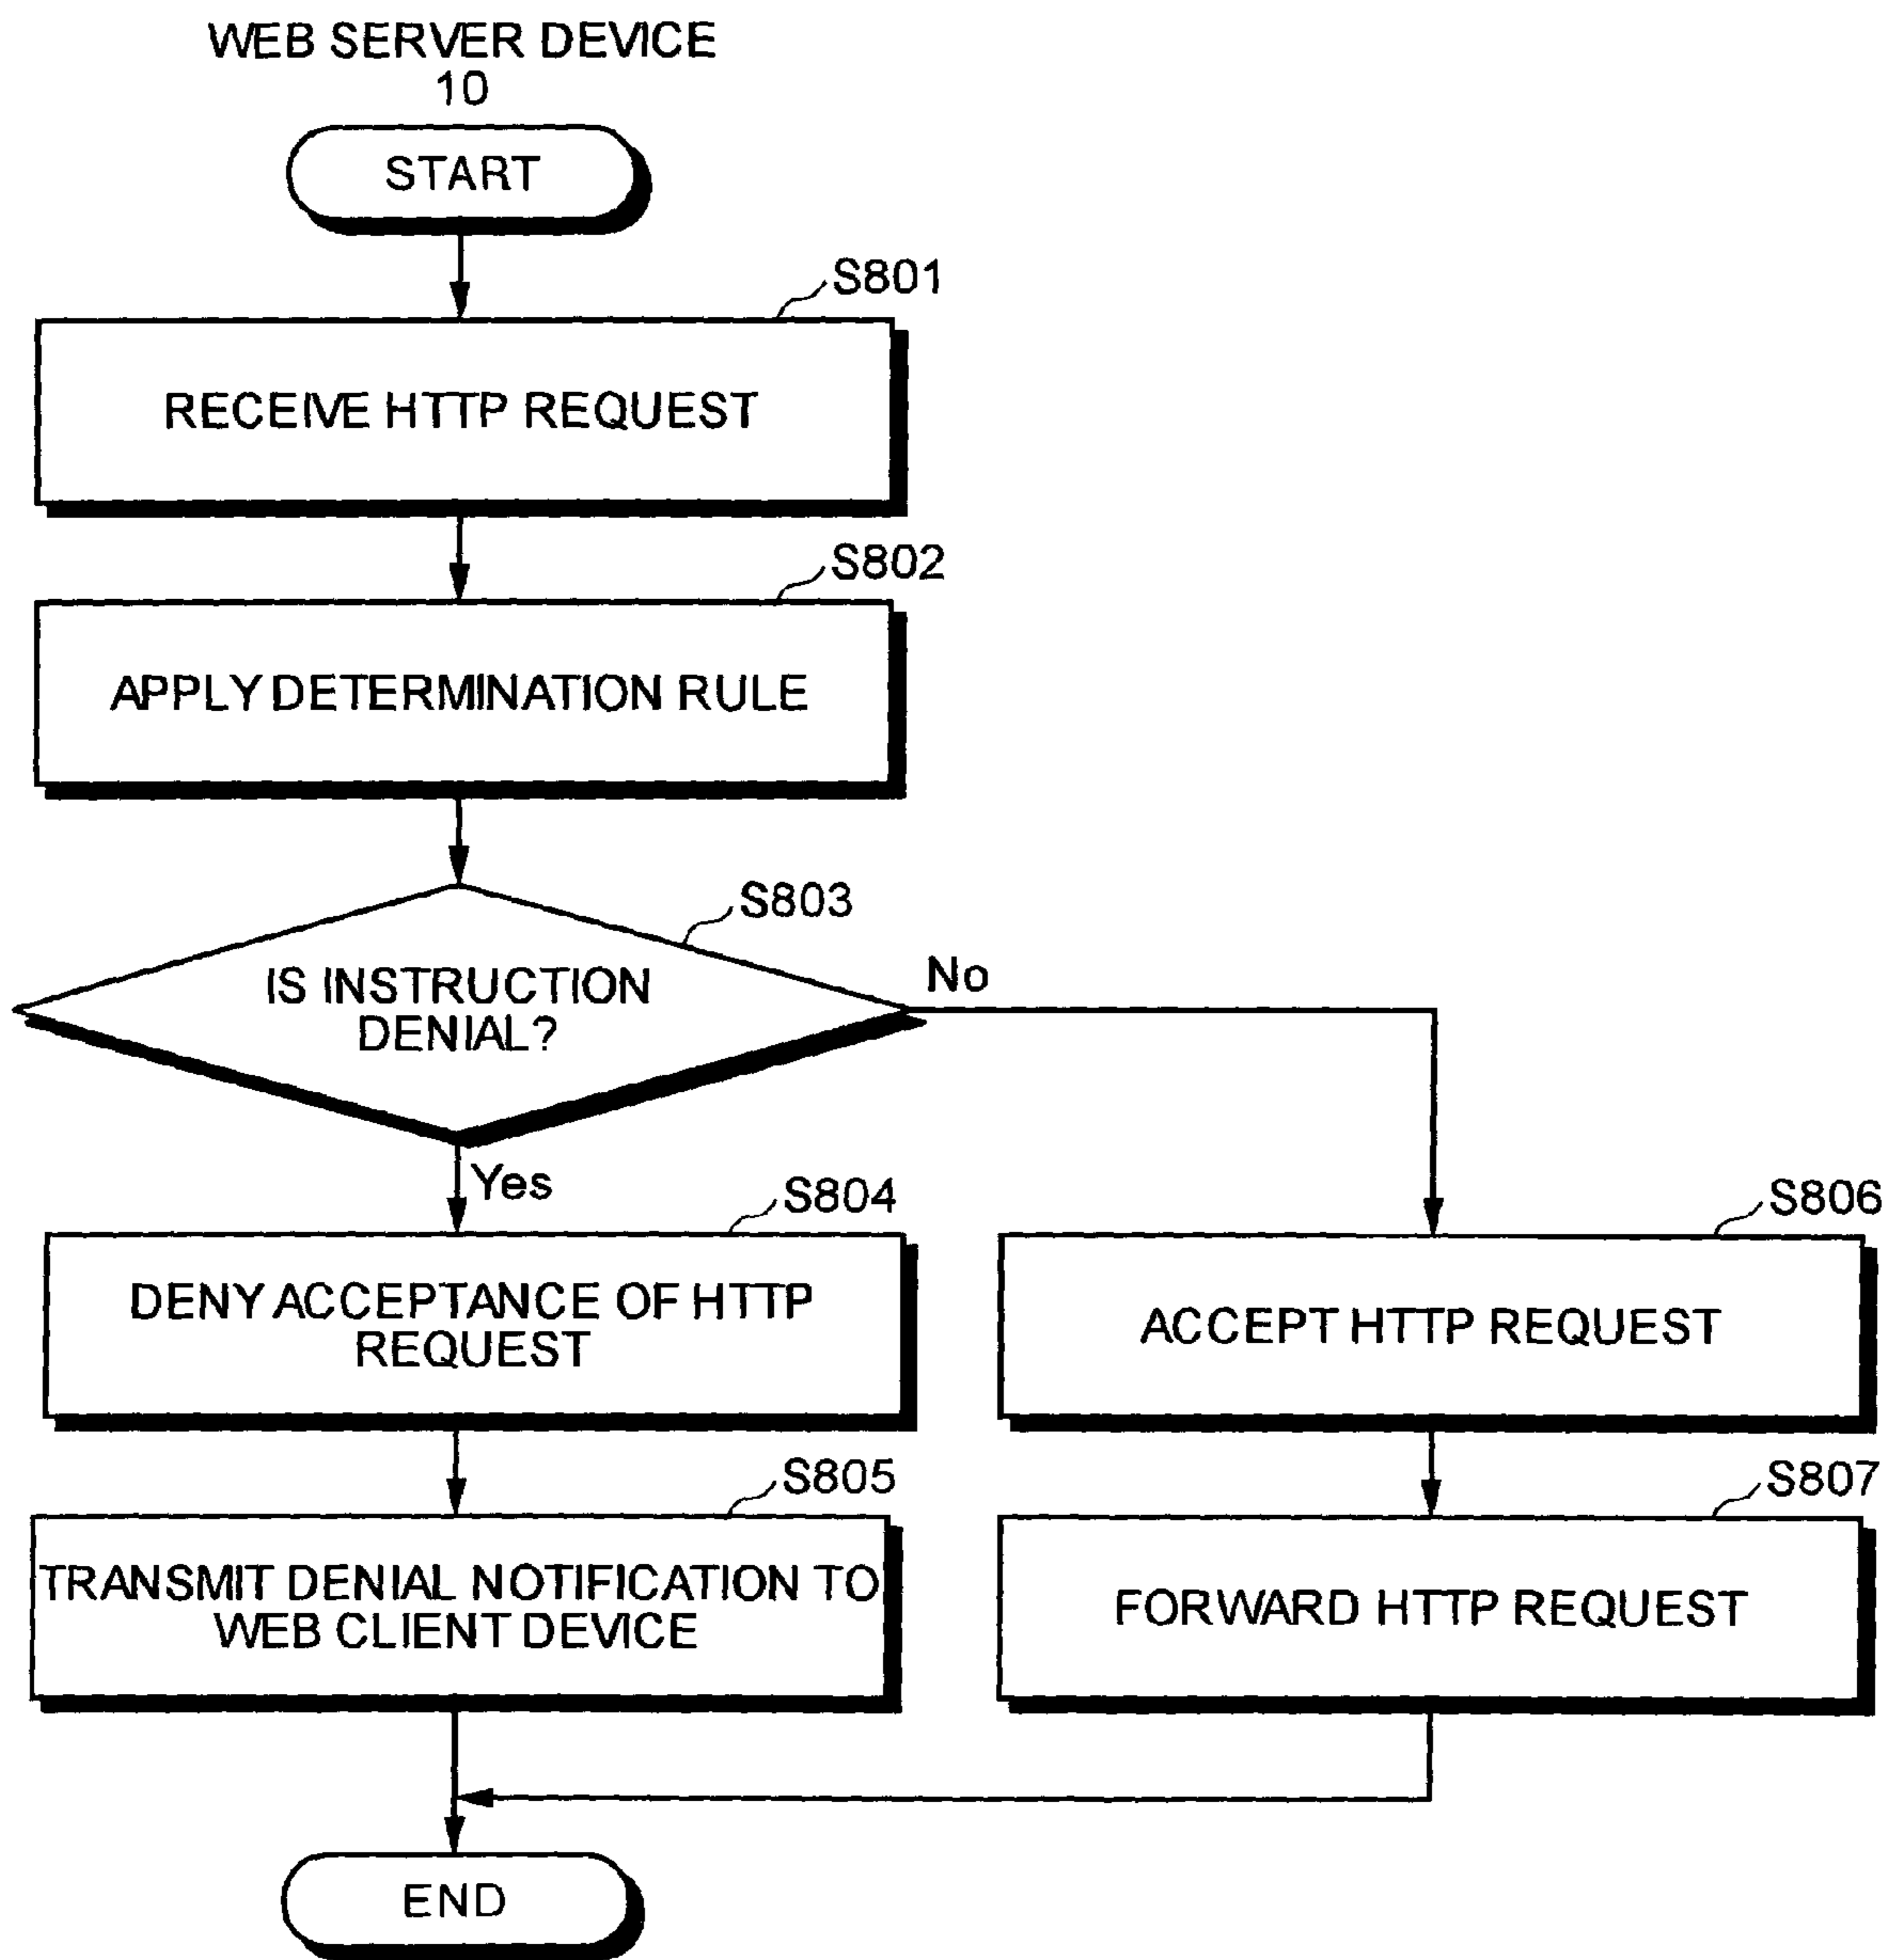 WEB SERVER DEVICE
10
START
S801
RECEIVE HTTP REQUEST
S802
APPLY DETERMINATION RULE
S803
IS INSTRUCTION
DENIAL?
No
Yes
S804
DENY ACCEPTANCE OF HTTP
REQUEST
S806
ACCEPT HTTP REQUEST
S805
TRANSMIT DENIAL NOTIFICATION TO
WEB CLIENT DEVICE
S807
FORWARD HTTP REQUEST
END